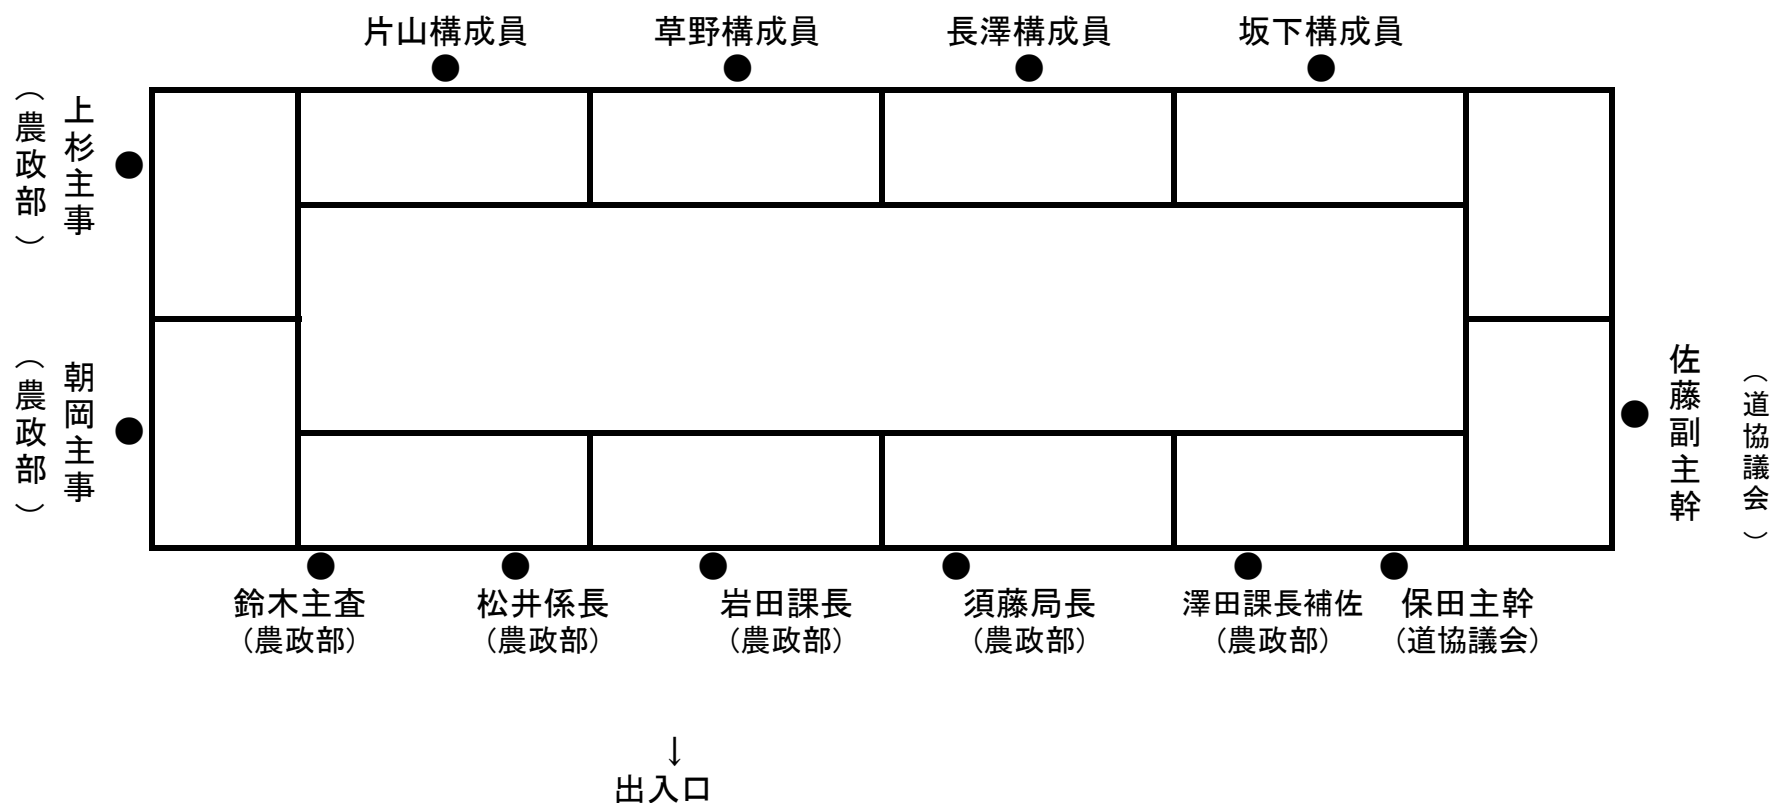 片山構成員
草野構成員
長澤構成員
坂下構成員
上杉主事
（農政部）
朝岡主事
（農政部）
佐藤副主幹
（道協議会）
鈴木主査
（農政部）
松井係長
（農政部）
岩田課長
（農政部）
須藤局長
（農政部）
澤田課長補佐
（農政部）
保田主幹
（道協議会）
↓
出入口